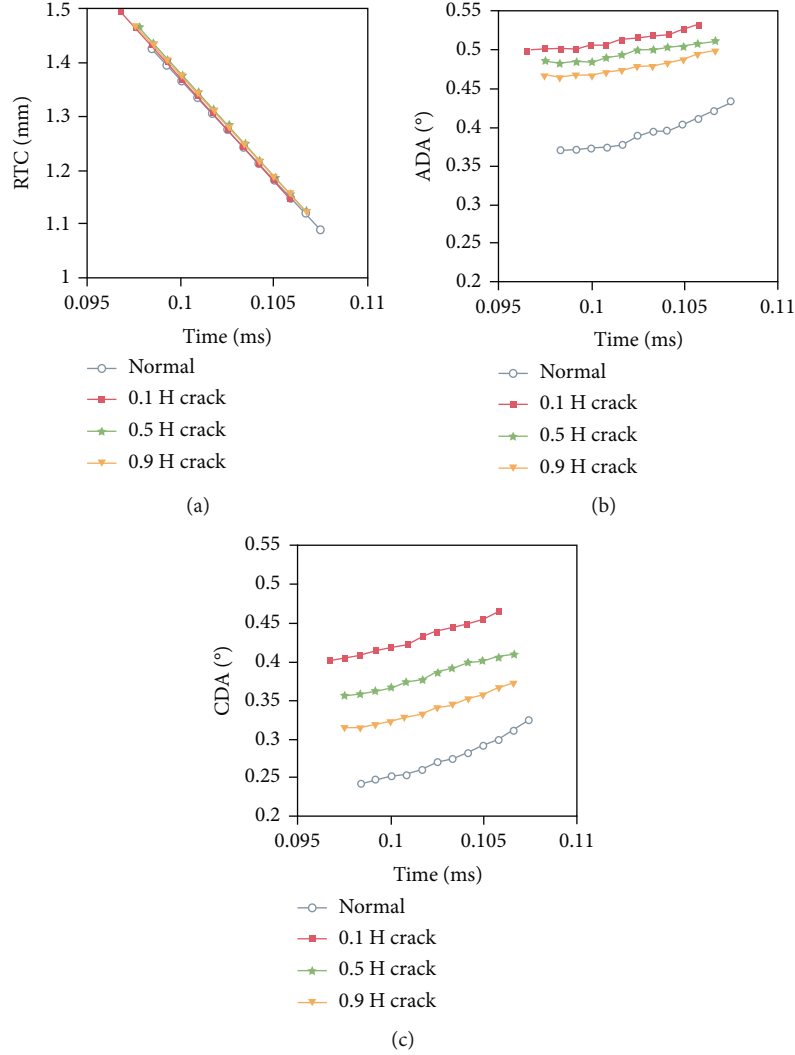 1.5
1.4
1.3
1.2
1.1
1
RTC (mm)
0.095
0.1
0.105
0.11
Time (ms)
Normal
0.1 H crack
0.5 H crack
0.9 H crack
(a)
0.55
0.5
0.45
0.4
0.35
0.3
0.25
0.2
ADA (°)
0.095
0.1
0.105
0.11
Time (ms)
Normal
0.1 H crack
0.5 H crack
0.9 H crack
(b)
0.55
0.5
0.45
0.4
0.35
0.3
0.25
0.2
CDA (°)
0.095
0.1
0.105
0.11
Time (ms)
Normal
0.1 H crack
0.5 H crack
0.9 H crack
(c)